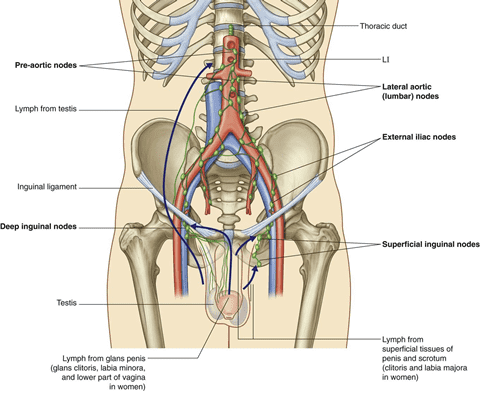 Thoracic duct
Pre-aortic nodes
LI
Lateral aortic
(lumbar) nodes
Lymph from testis
External iliac nodes
Inguinal ligament
Deep inguinal nodes
Superficial inguinal nodes
Testis
Lymph from glans penis
(glans clitoris, labia minora,
and lower part of vagina
in women)
Lymph from
superficial tissues of
penis and scrotum
(clitoris and labia majora
in women)